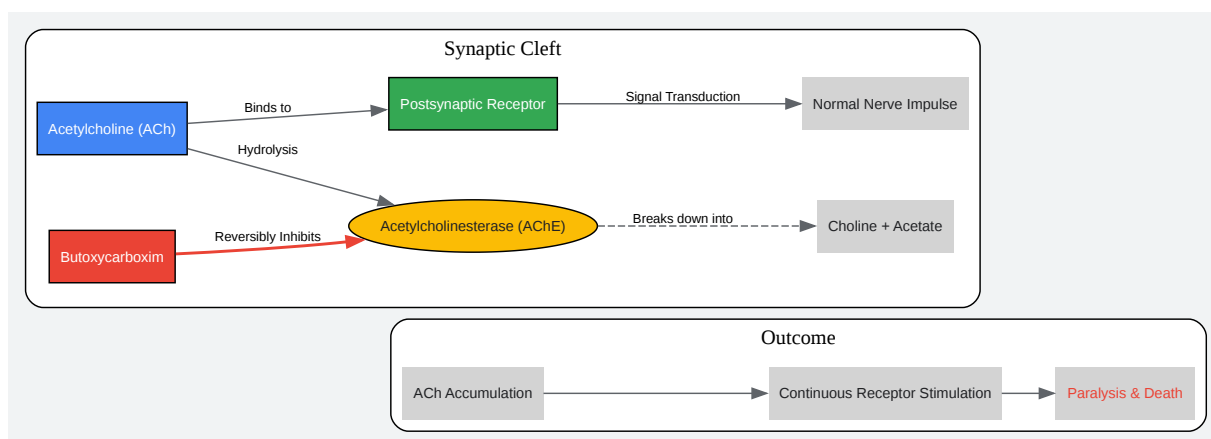 Synaptic Cleft
Acetylcholine (ACh)
Binds to
Postsynaptic Receptor
Signal Transduction
Normal Nerve Impulse
Hydrolysis
Butoxycarboxim
Reversibly Inhibits
Acetylcholinesterase (AChE)
Breaks down into
Choline + Acetate
Outcome
ACh Accumulation
Continuous Receptor Stimulation
Paralysis & Death